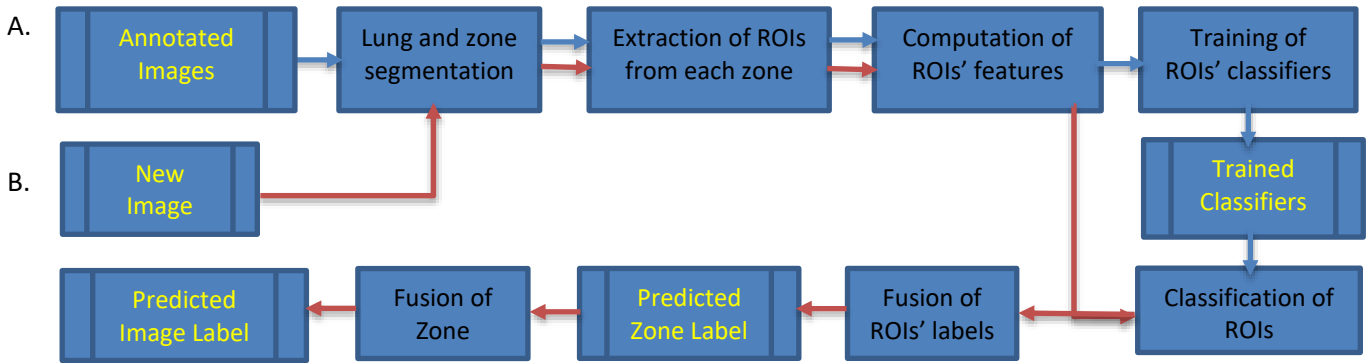 A.
Annotated
Images
Lung and zone
segmentation
Extraction of ROIs
from each zone
Computation of
ROIs’ features
Training of
ROIs’ classifiers
B.
New
Image
Trained
Classifiers
Predicted
Image Label
Fusion of
Zone
Predicted
Zone Label
Fusion of
ROIs’ labels
Classification of
ROIs